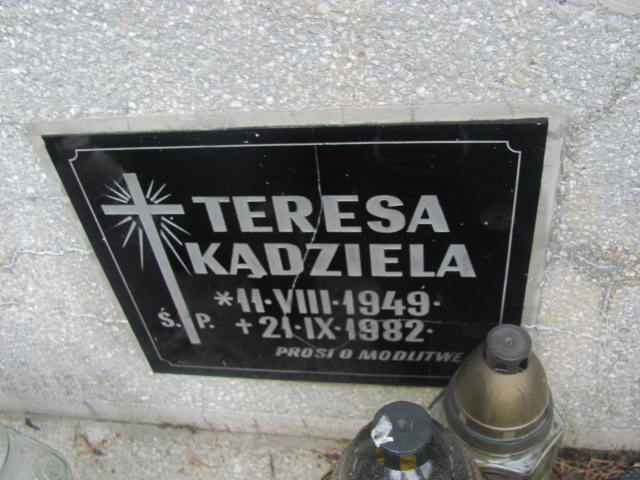 TERESA
KĄDZIELA
*11·VIII·1949·
Ś. P. +21·IX·1982·
PROSI O MODLITWĘ